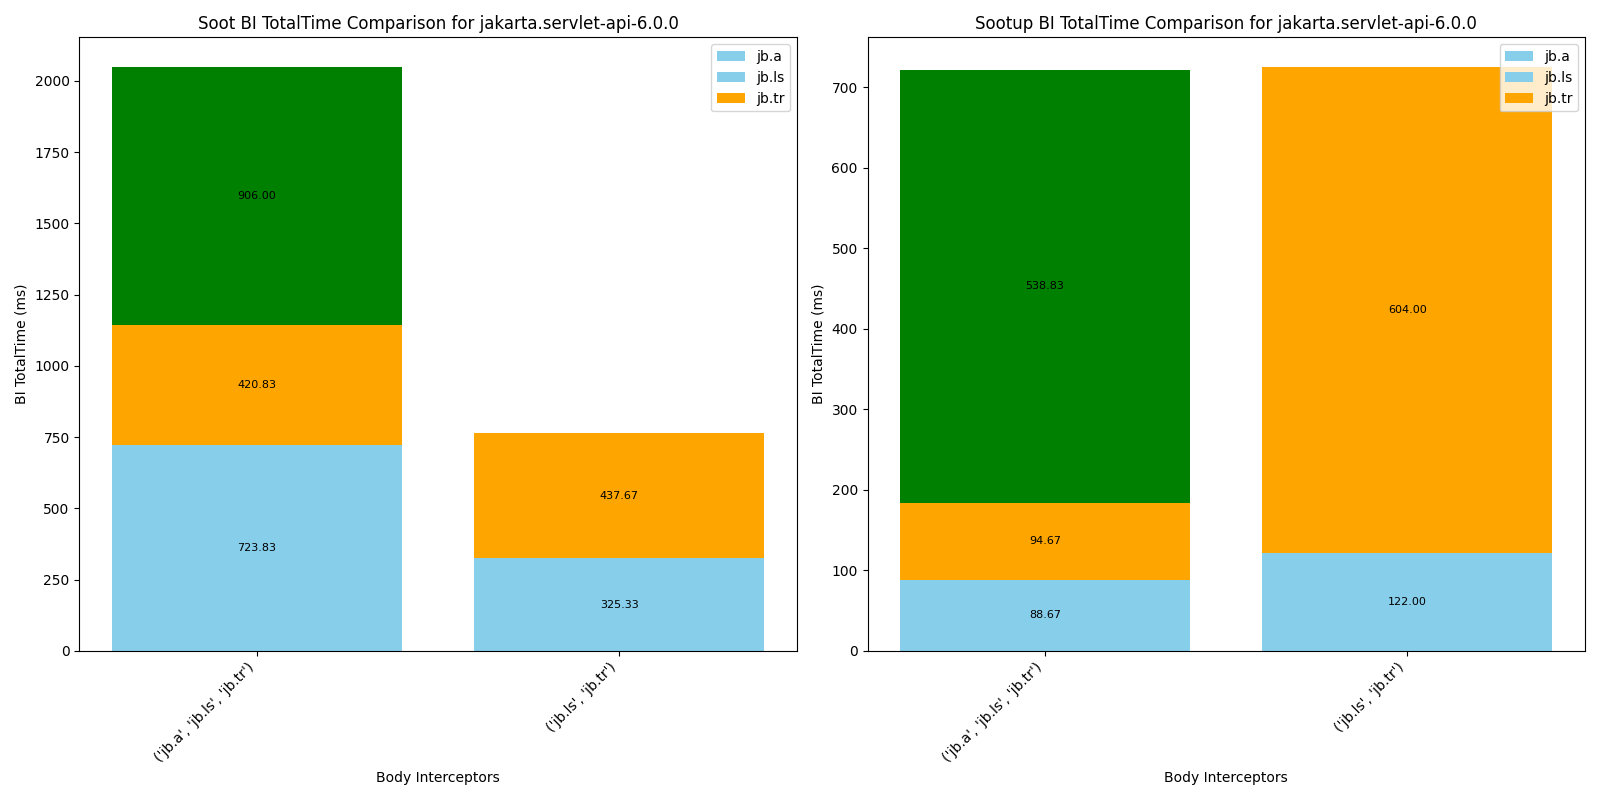 Soot BI TotalTime Comparison for jakarta.servlet-api-6.0.0
BI TotalTime (ms)
2000
1750
1500
1250
1000
750
500
250
0
906.00
420.83
723.83
437.67
325.33
jb.a
jb.ls
jb.tr
('jb.a', 'jb.ls', 'jb.tr')
('jb.ls', 'jb.tr')
Body Interceptors
Sootup BI TotalTime Comparison for jakarta.servlet-api-6.0.0
BI TotalTime (ms)
700
600
500
400
300
200
100
0
538.83
94.67
88.67
604.00
122.00
jb.a
jb.ls
jb.tr
('jb.a', 'jb.ls', 'jb.tr')
('jb.ls', 'jb.tr')
Body Interceptors